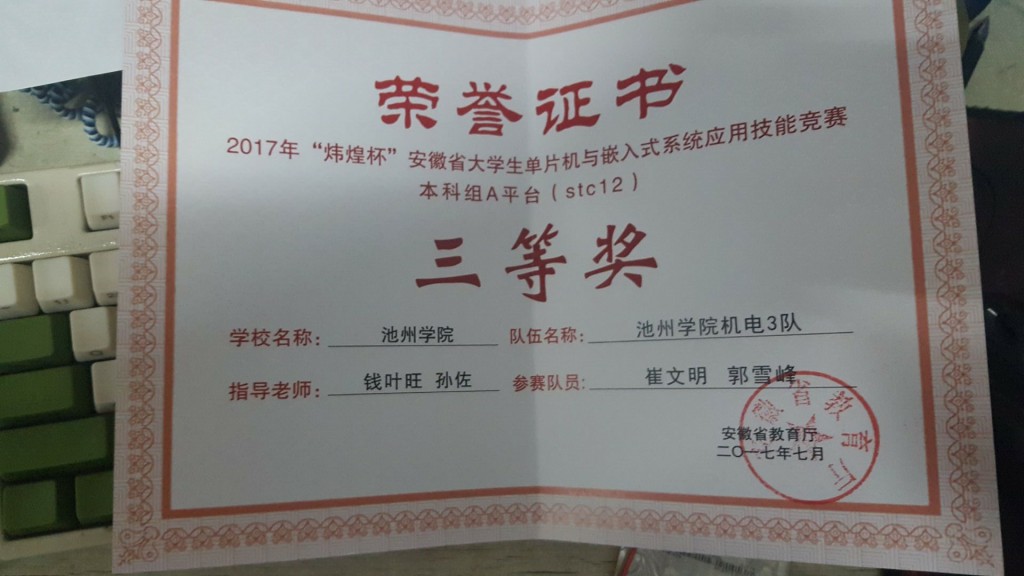 荣誉证书
2017年“炜煌杯”安徽省大学生单片机与嵌入式系统应用技能竞赛
本科组A平台（stc12）
三等奖
学校名称： 池州学院 队伍名称： 池州学院机电3队
指导老师： 钱叶旺 孙佐 参赛队员： 崔文明 郭雪峰
安徽省教育厅
二〇一七年七月
安徽省教育厅